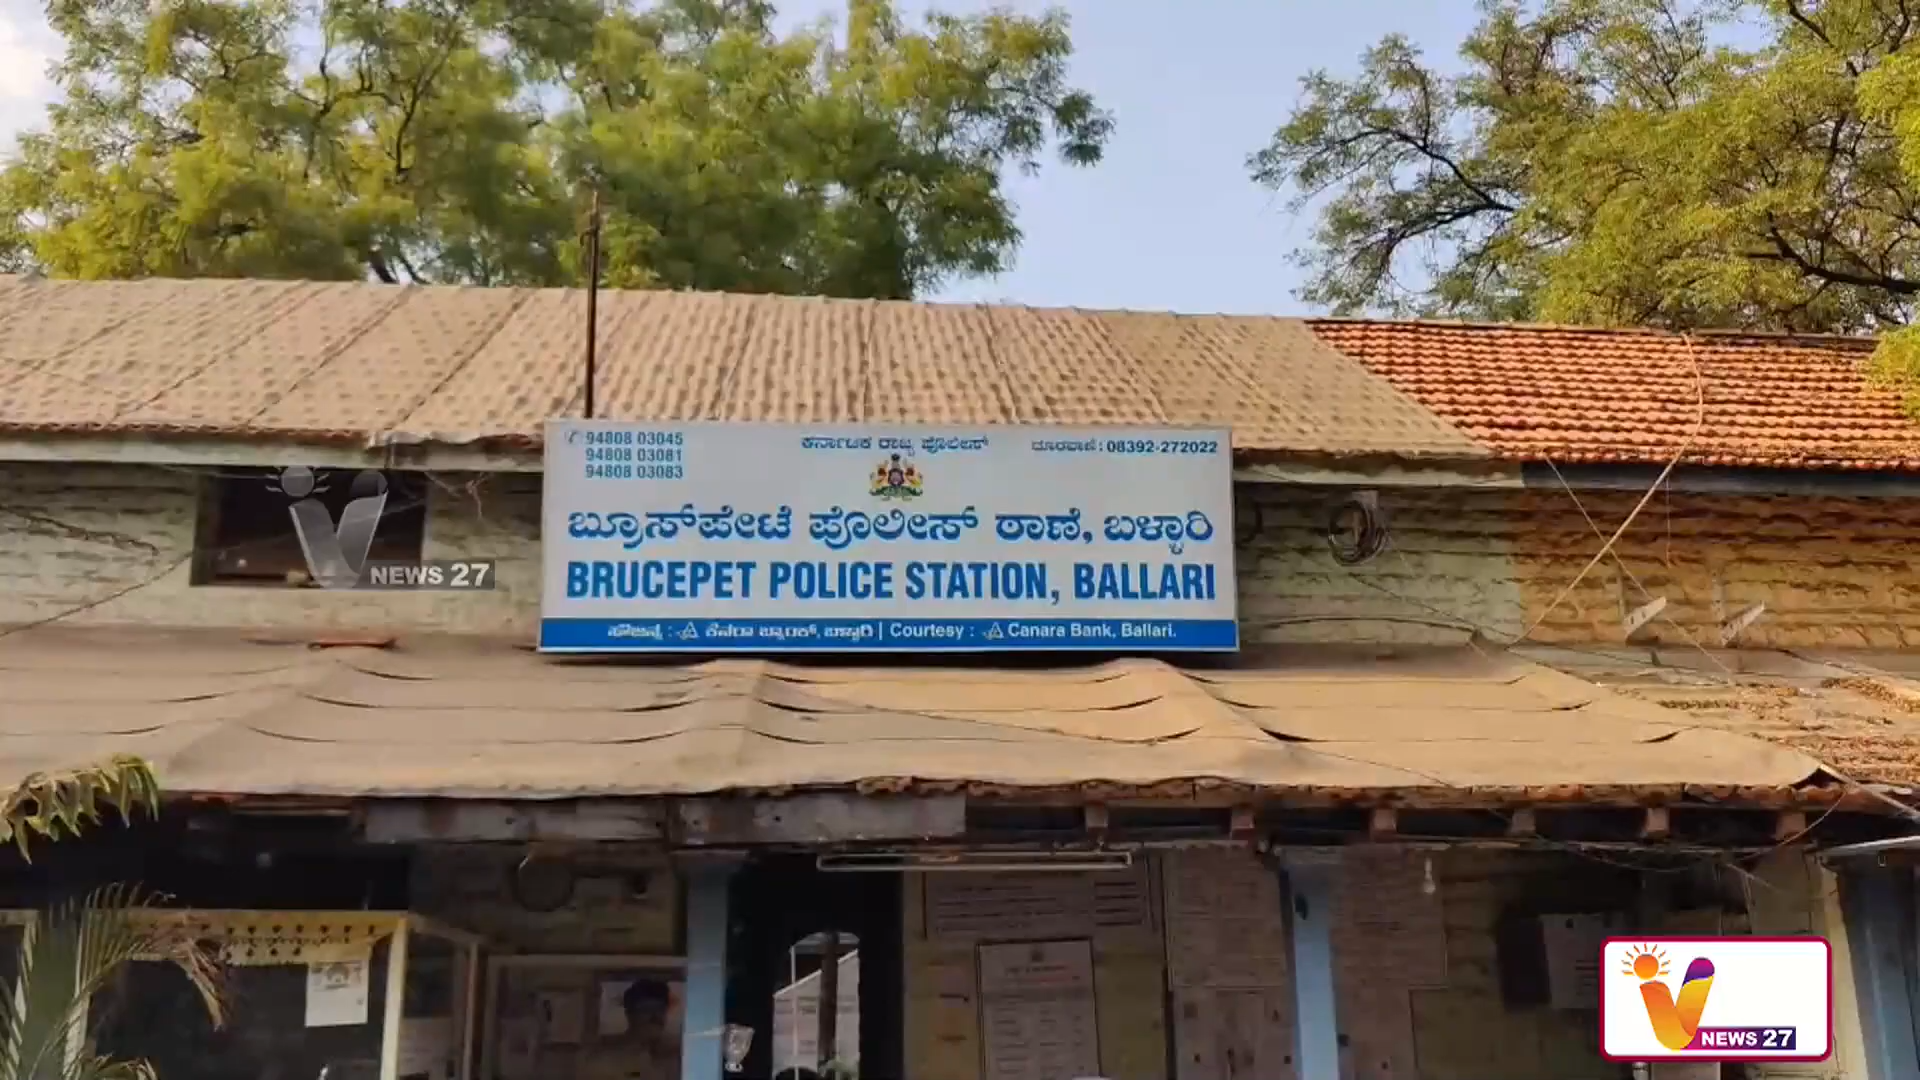 ✆ 94808 03045
94808 03081
94808 03083
ಕರ್ನಾಟಕ ರಾಜ್ಯ ಪೊಲೀಸ್
ದೂರವಾಣಿ : 08392-272022
ಬ್ರೂಸ್‌ಪೇಟೆ ಪೊಲೀಸ್ ಠಾಣೆ, ಬಳ್ಳಾರಿ
BRUCEPET POLICE STATION, BALLARI
ಸೌಜನ್ಯ : ಕೆನರಾ ಬ್ಯಾಂಕ್, ಬಳ್ಳಾರಿ | Courtesy : Canara Bank, Ballari.
V NEWS 27
V NEWS 27